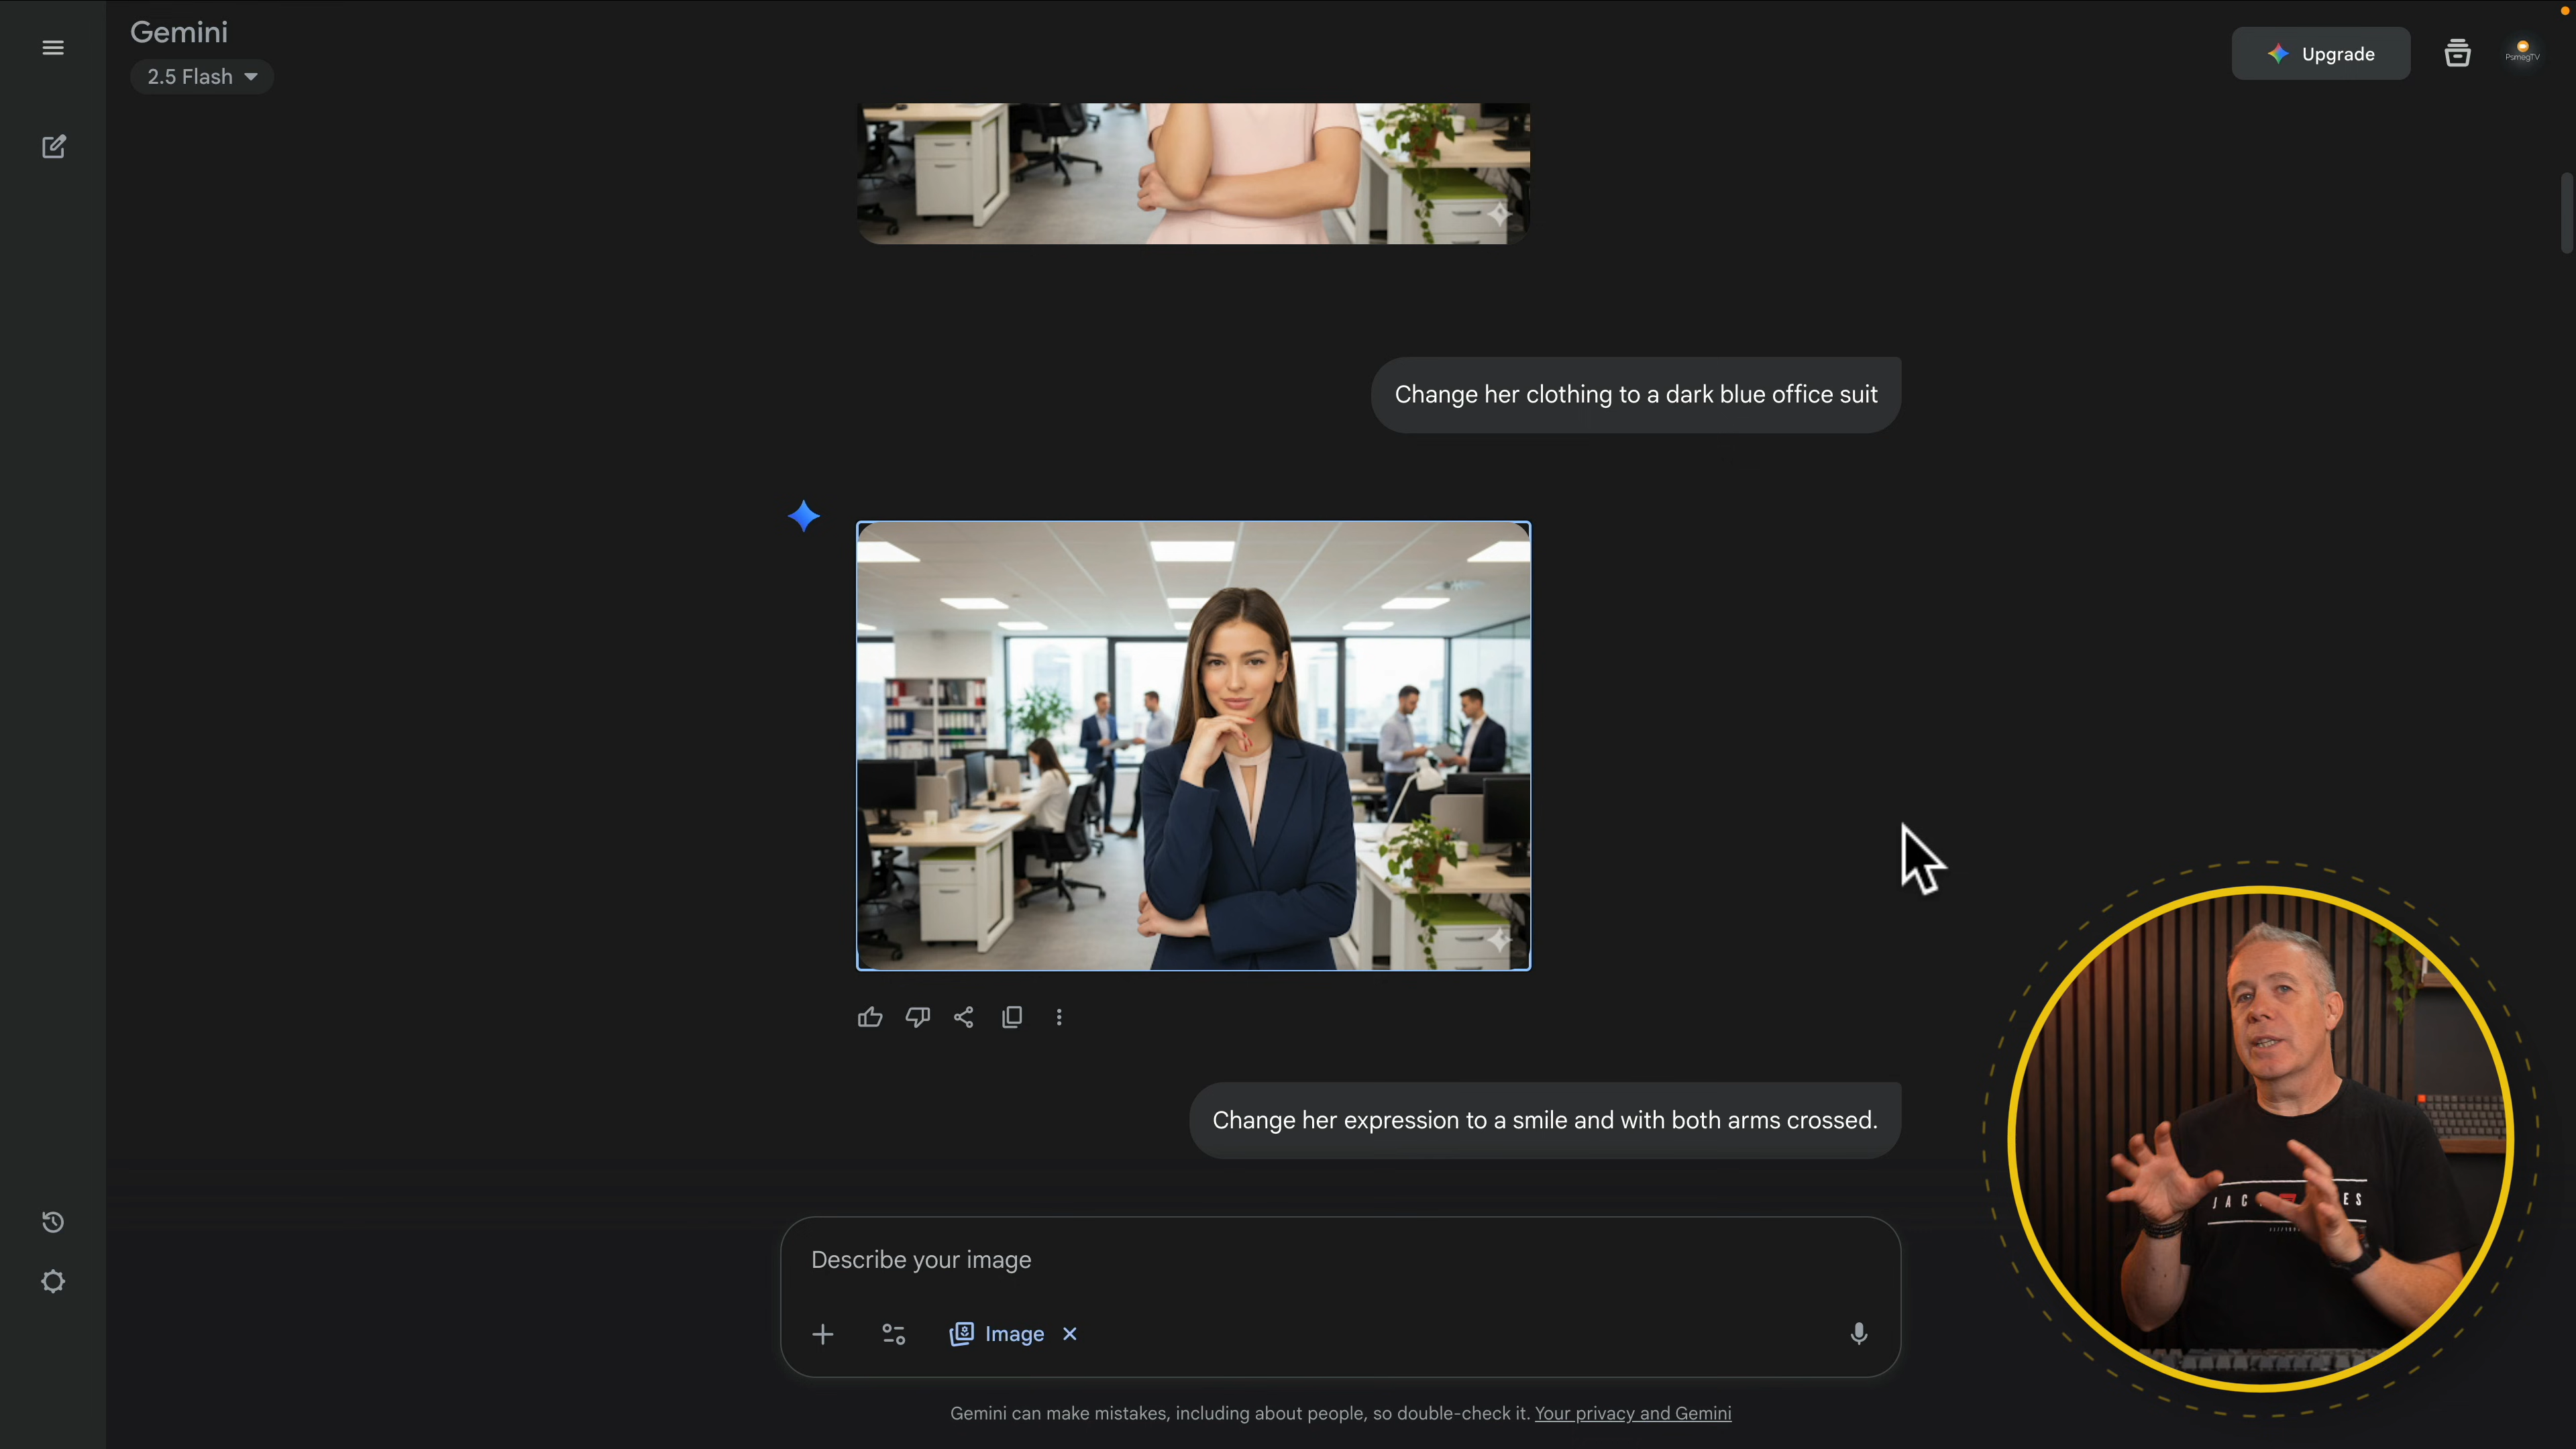 Gemini
2.5 Flash
Upgrade
PsmegTV
Change her clothing to a dark blue office suit
Change her expression to a smile and with both arms crossed.
Describe your image
Image
Gemini can make mistakes, including about people, so double-check it. Your privacy and Gemini